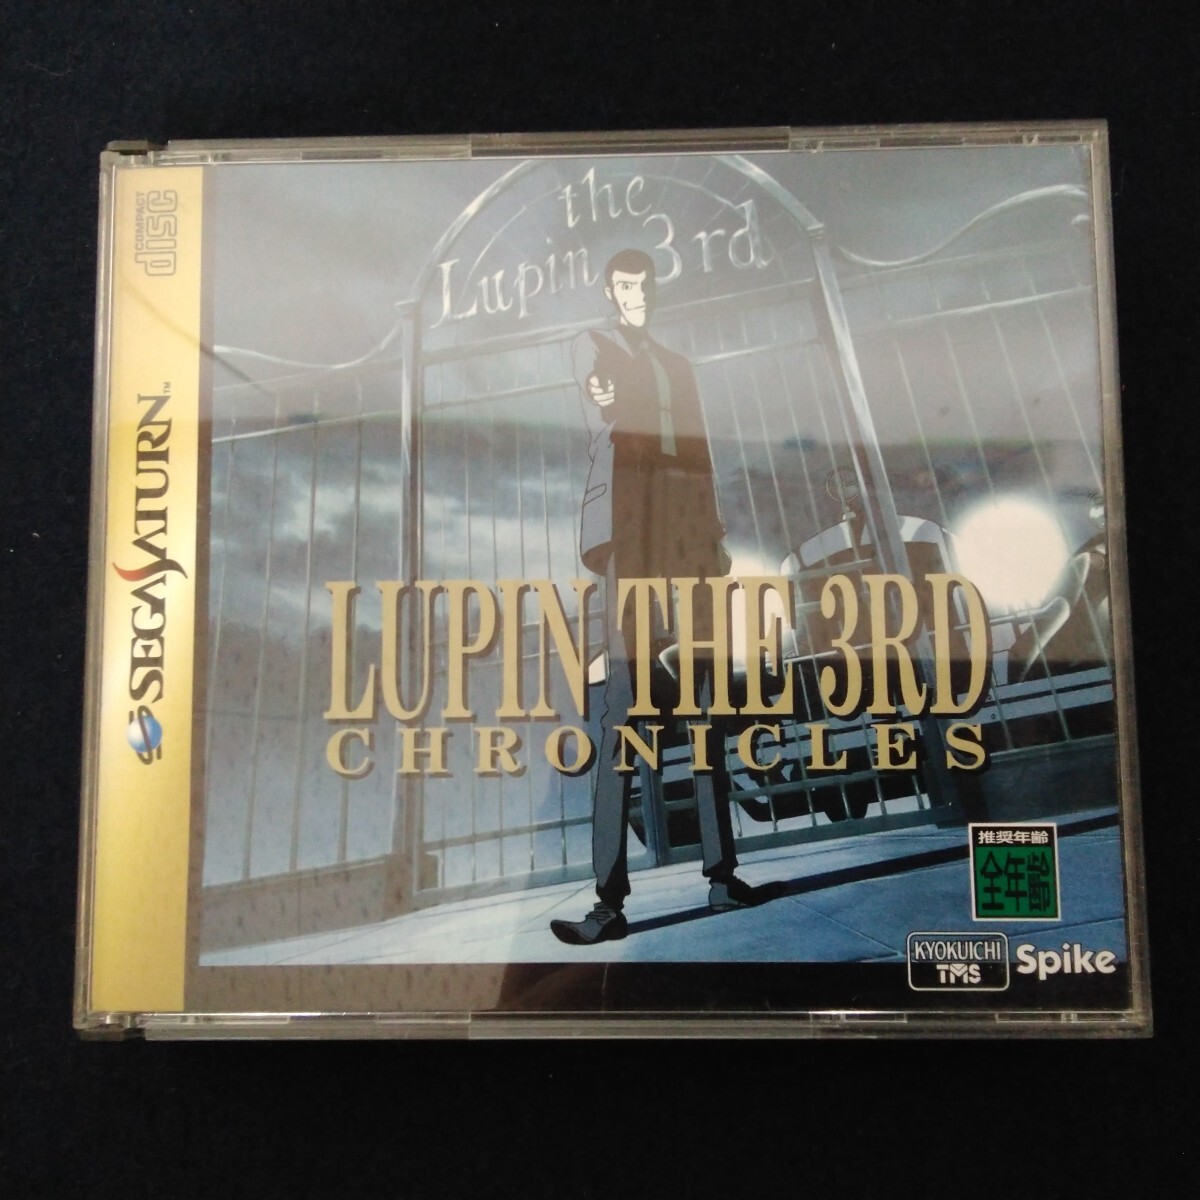 COMPACT
disc
SEGA SATURN™
the
Lupin 3rd
LUPIN THE 3RD
CHRONICLES
推奨年齢
全年齢
KYOKUICHI
TMS
Spike